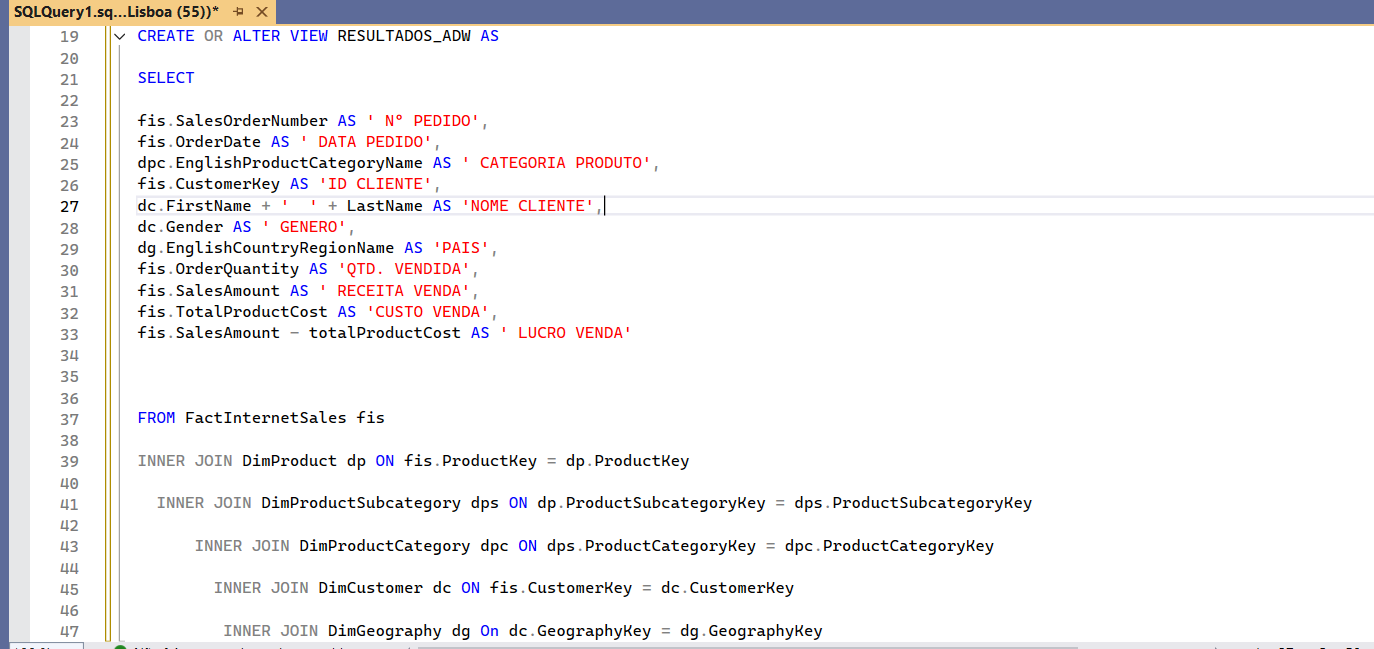 SQLQuery1.sq...Lisboa (55))*
19 CREATE OR ALTER VIEW RESULTADOS_ADW AS
20
21 SELECT
22
23 fis.SalesOrderNumber AS ' Nº PEDIDO',
24 fis.OrderDate AS ' DATA PEDIDO',
25 dpc.EnglishProductCategoryName AS ' CATEGORIA PRODUTO',
26 fis.CustomerKey AS 'ID CLIENTE',
27 dc.FirstName + '  ' + LastName AS 'NOME CLIENTE',
28 dc.Gender AS ' GENERO',
29 dg.EnglishCountryRegionName AS 'PAIS',
30 fis.OrderQuantity AS 'QTD. VENDIDA',
31 fis.SalesAmount AS ' RECEITA VENDA',
32 fis.TotalProductCost AS 'CUSTO VENDA',
33 fis.SalesAmount - totalProductCost AS ' LUCRO VENDA'
34
35
36
37 FROM FactInternetSales fis
38
39 INNER JOIN DimProduct dp ON fis.ProductKey = dp.ProductKey
40
41 INNER JOIN DimProductSubcategory dps ON dp.ProductSubcategoryKey = dps.ProductSubcategoryKey
42
43 INNER JOIN DimProductCategory dpc ON dps.ProductCategoryKey = dpc.ProductCategoryKey
44
45 INNER JOIN DimCustomer dc ON fis.CustomerKey = dc.CustomerKey
46
47 INNER JOIN DimGeography dg On dc.GeographyKey = dg.GeographyKey